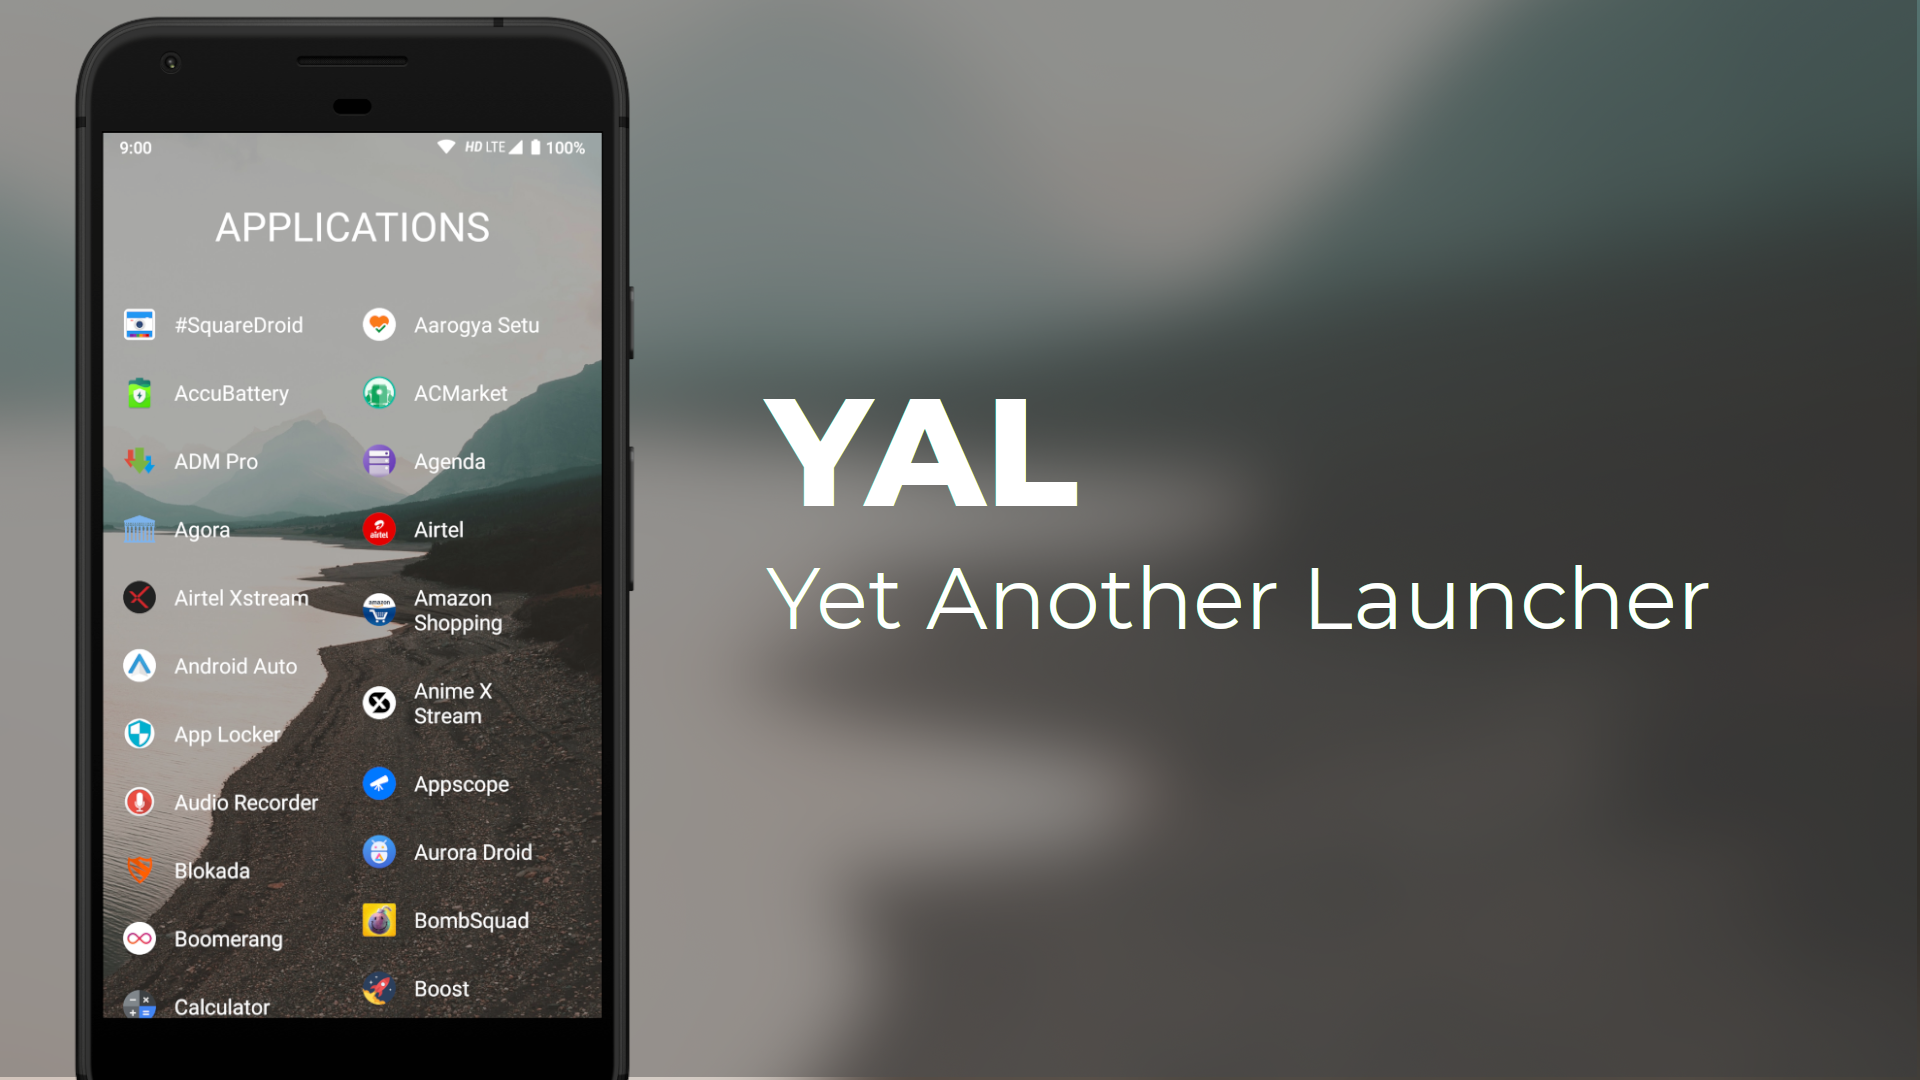 9:00 HD LTE 100%
APPLICATIONS
#SquareDroid
Aarogya Setu
AccuBattery
ACMarket
ADM Pro
Agenda
Agora
airtel
Airtel
Airtel Xstream
amazon
Amazon
Shopping
Android Auto
Anime X
Stream
App Locker
Appscope
Audio Recorder
Aurora Droid
Blokada
BombSquad
Boomerang
Boost
Calculator
YAL
Yet Another Launcher